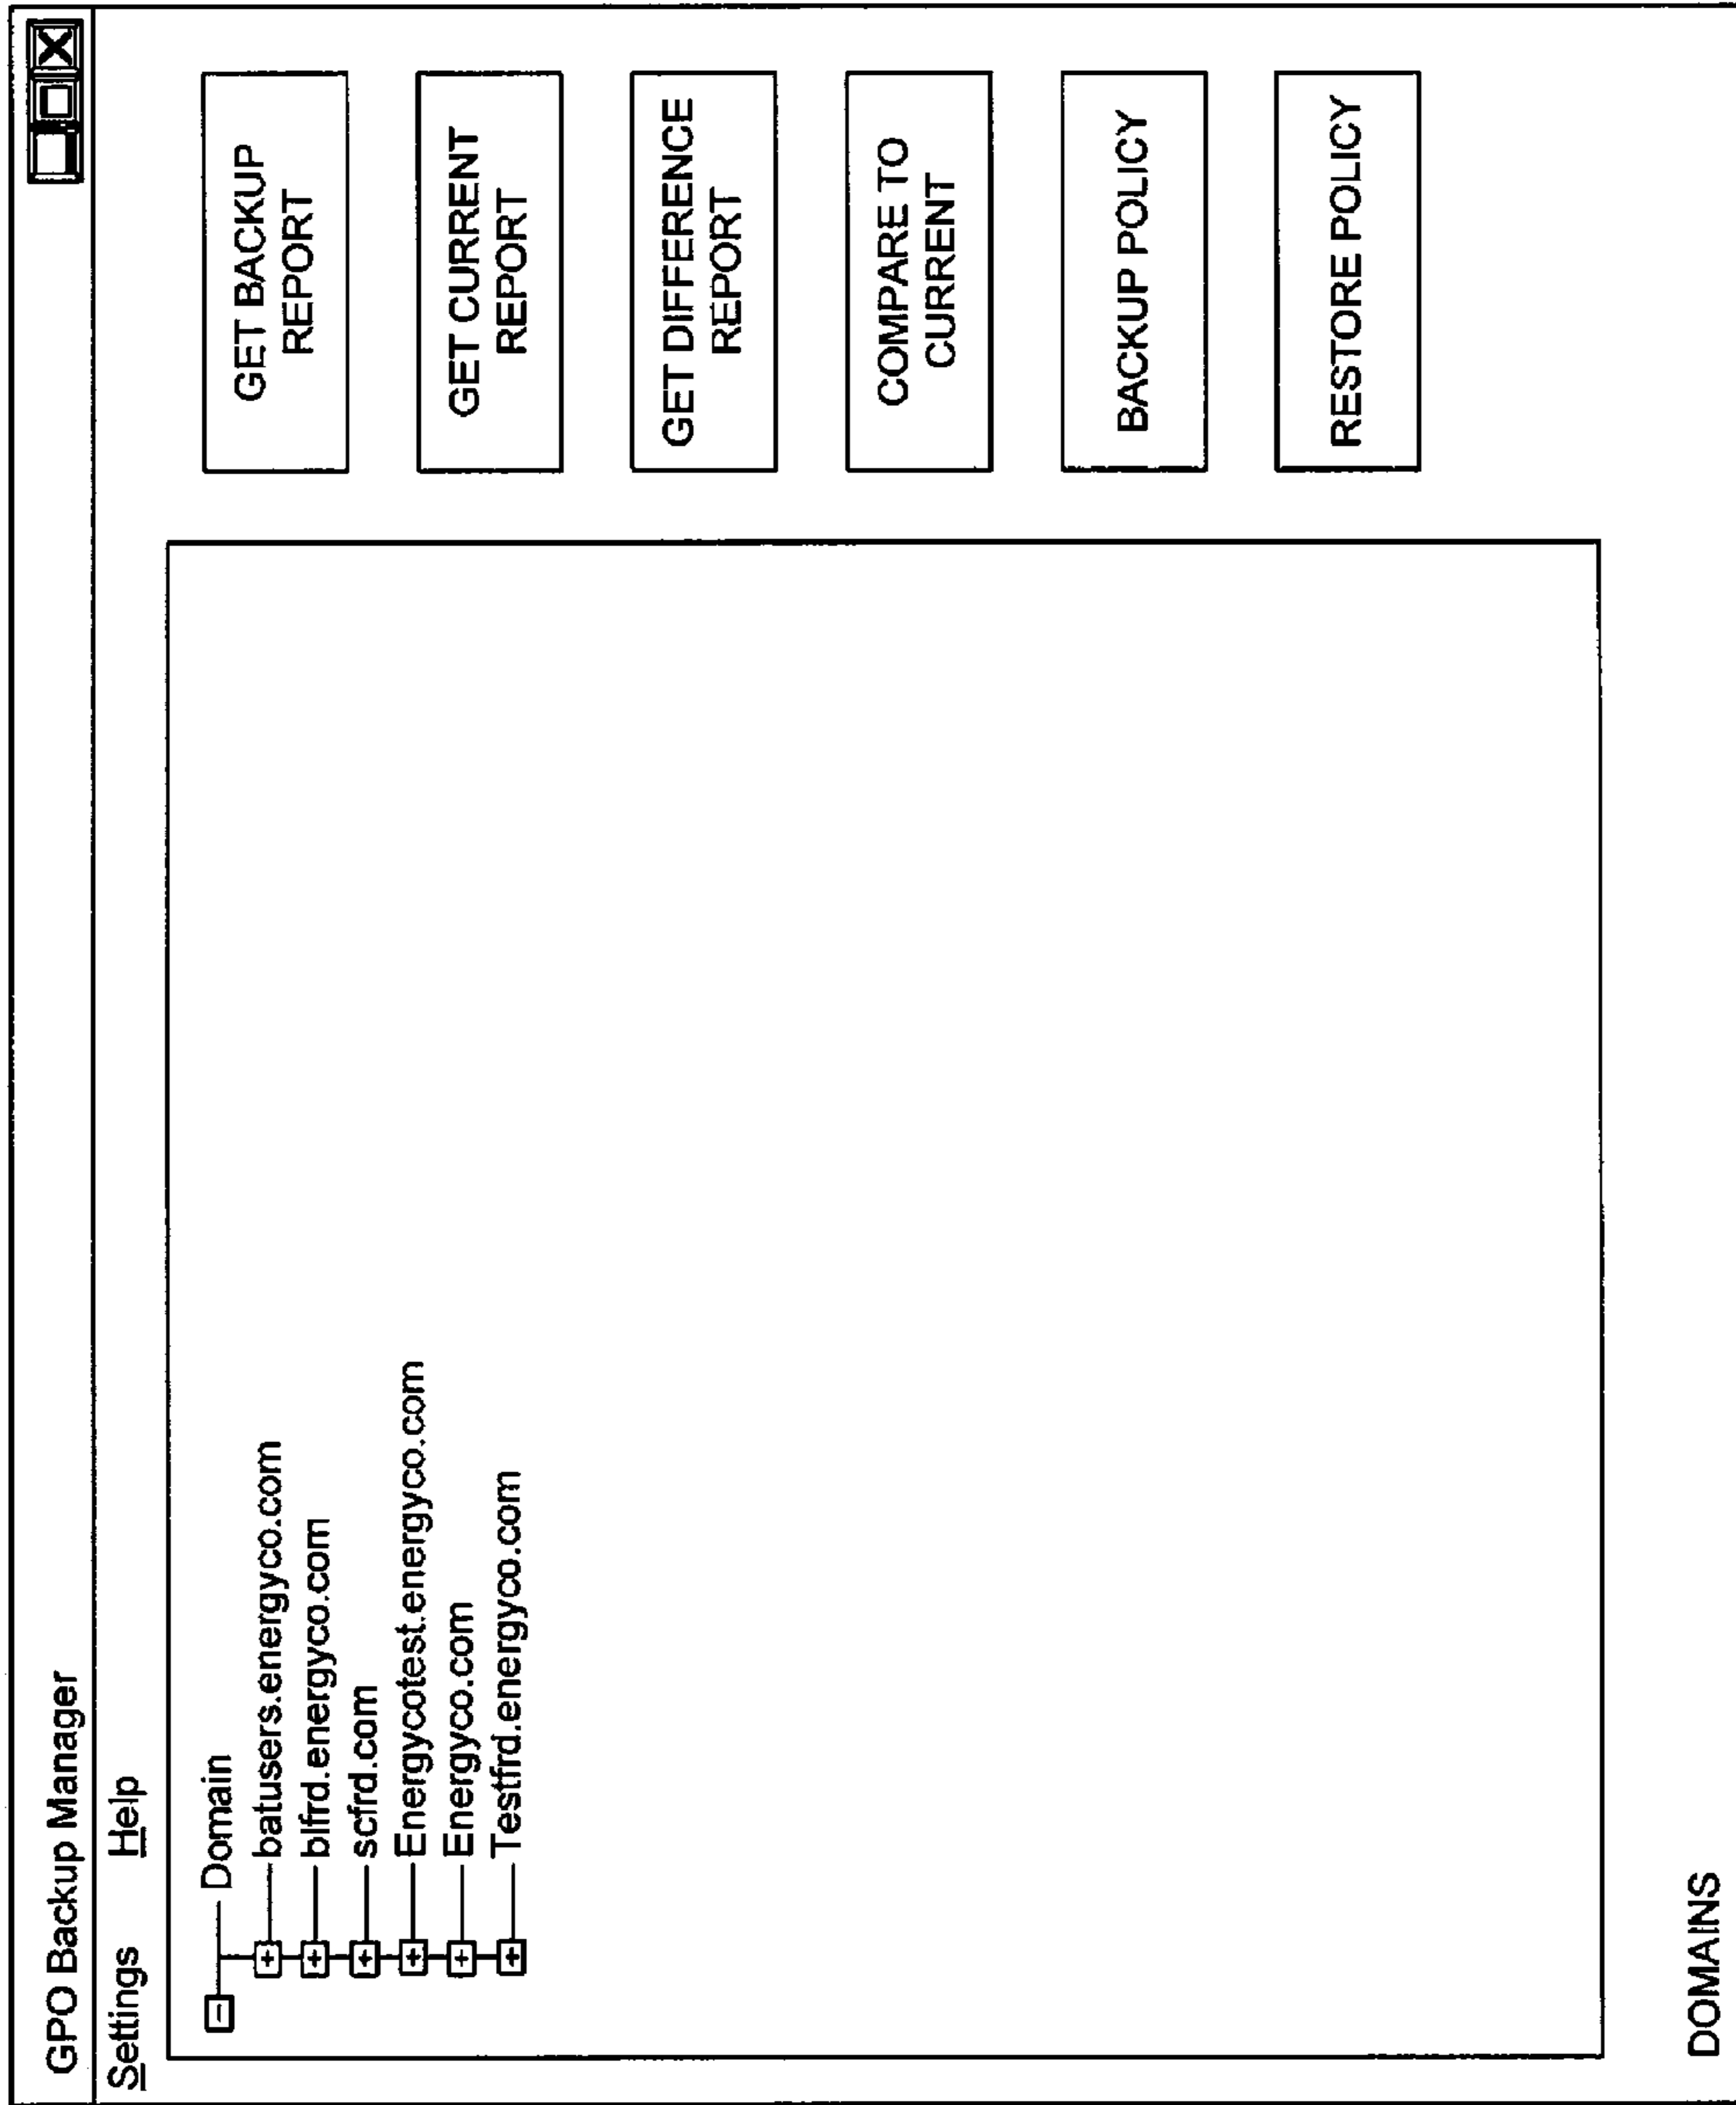 GPO Backup Manager
Settings Help
Domain
batusers.energyco.com
blfrd.energyco.com
scfrd.com
Energycotest.energyco.com
Energyco.com
Testfrd.energyco.com
GET BACKUP
REPORT
GET CURRENT
REPORT
GET DIFFERENCE
REPORT
COMPARE TO
CURRENT
BACKUP POLICY
RESTORE POLICY
DOMAINS